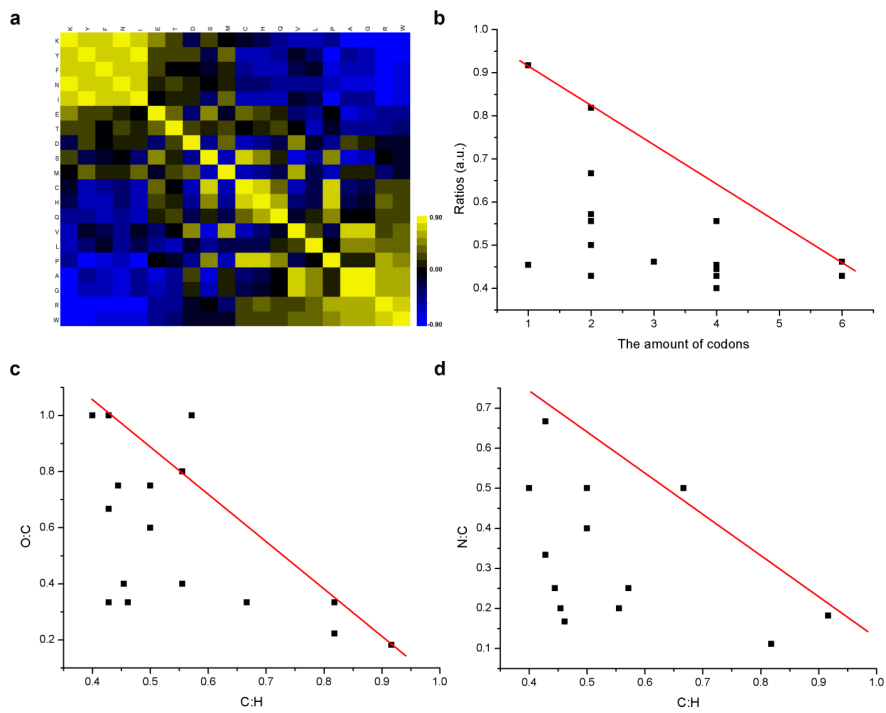 a
K Y F N I E T D S M C H Q V L P A G R W
K
Y
F
N
I
E
T
D
S
M
C
H
Q
V
L
P
A
G
R
W
0.90
0.00
-0.90
b
1.0
0.9
0.8
0.7
0.6
0.5
0.4
Ratios (a.u.)
1 2 3 4 5 6
The amount of codons
c
1.0
0.8
0.6
0.4
0.2
O:C
0.4 0.5 0.6 0.7 0.8 0.9 1.0
C:H
d
0.7
0.6
0.5
0.4
0.3
0.2
0.1
N:C
0.4 0.5 0.6 0.7 0.8 0.9 1.0
C:H